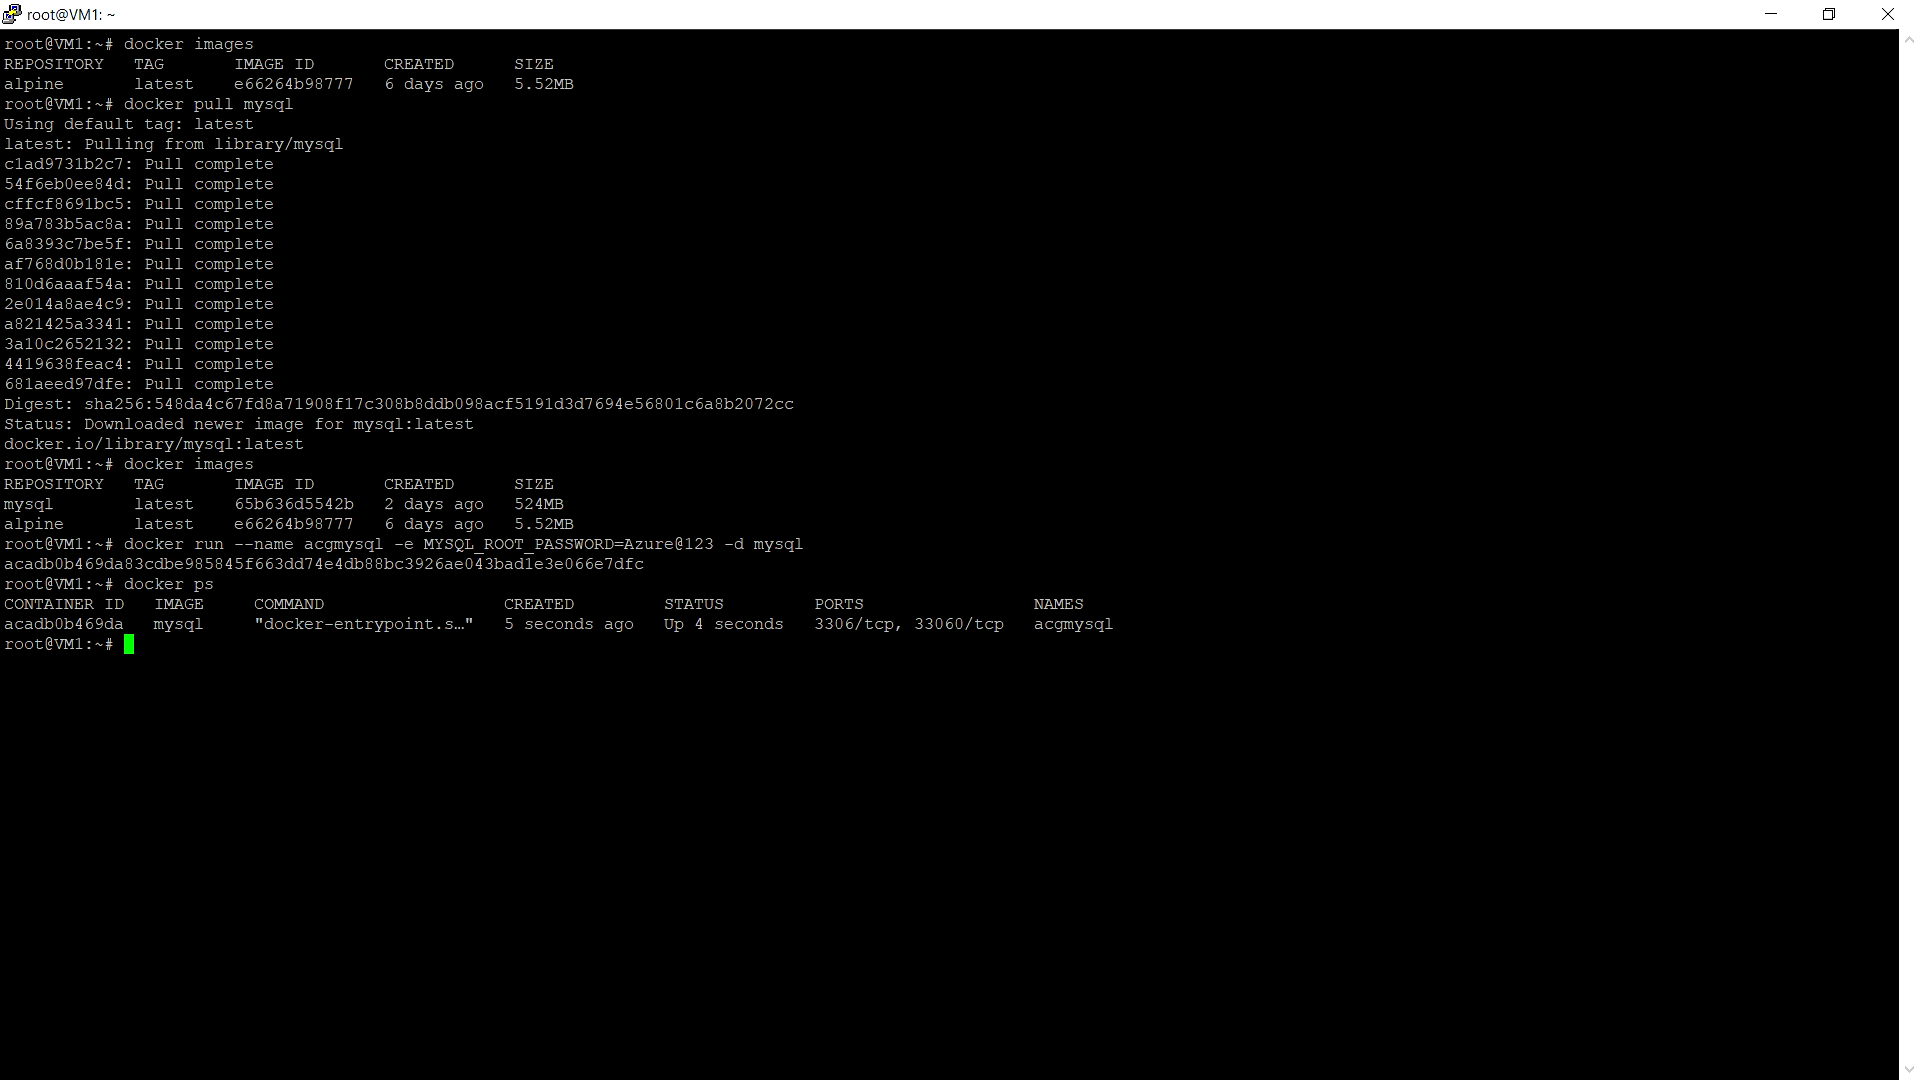 root@VM1: ~
root@VM1:~# docker images
REPOSITORY   TAG       IMAGE ID       CREATED      SIZE
alpine       latest    e66264b98777   6 days ago   5.52MB
root@VM1:~# docker pull mysql
Using default tag: latest
latest: Pulling from library/mysql
c1ad9731b2c7: Pull complete
54f6eb0ee84d: Pull complete
cffcf8691bc5: Pull complete
89a783b5ac8a: Pull complete
6a8393c7be5f: Pull complete
af768d0b181e: Pull complete
810d6aaaf54a: Pull complete
2e014a8ae4c9: Pull complete
a821425a3341: Pull complete
3a10c2652132: Pull complete
4419638feac4: Pull complete
681aeed97dfe: Pull complete
Digest: sha256:548da4c67fd8a71908f17c308b8ddb098acf5191d3d7694e56801c6a8b2072cc
Status: Downloaded newer image for mysql:latest
docker.io/library/mysql:latest
root@VM1:~# docker images
REPOSITORY   TAG       IMAGE ID       CREATED      SIZE
mysql        latest    65b636d5542b   2 days ago   524MB
alpine       latest    e66264b98777   6 days ago   5.52MB
root@VM1:~# docker run --name acgmysql -e MYSQL_ROOT_PASSWORD=Azure@123 -d mysql
acadb0b469da83cdbe985845f663dd74e4db88bc3926ae043bad1e3e066e7dfc
root@VM1:~# docker ps
CONTAINER ID   IMAGE     COMMAND                  CREATED         STATUS         PORTS                 NAMES
acadb0b469da   mysql     "docker-entrypoint.s…"   5 seconds ago   Up 4 seconds   3306/tcp, 33060/tcp   acgmysql
root@VM1:~#